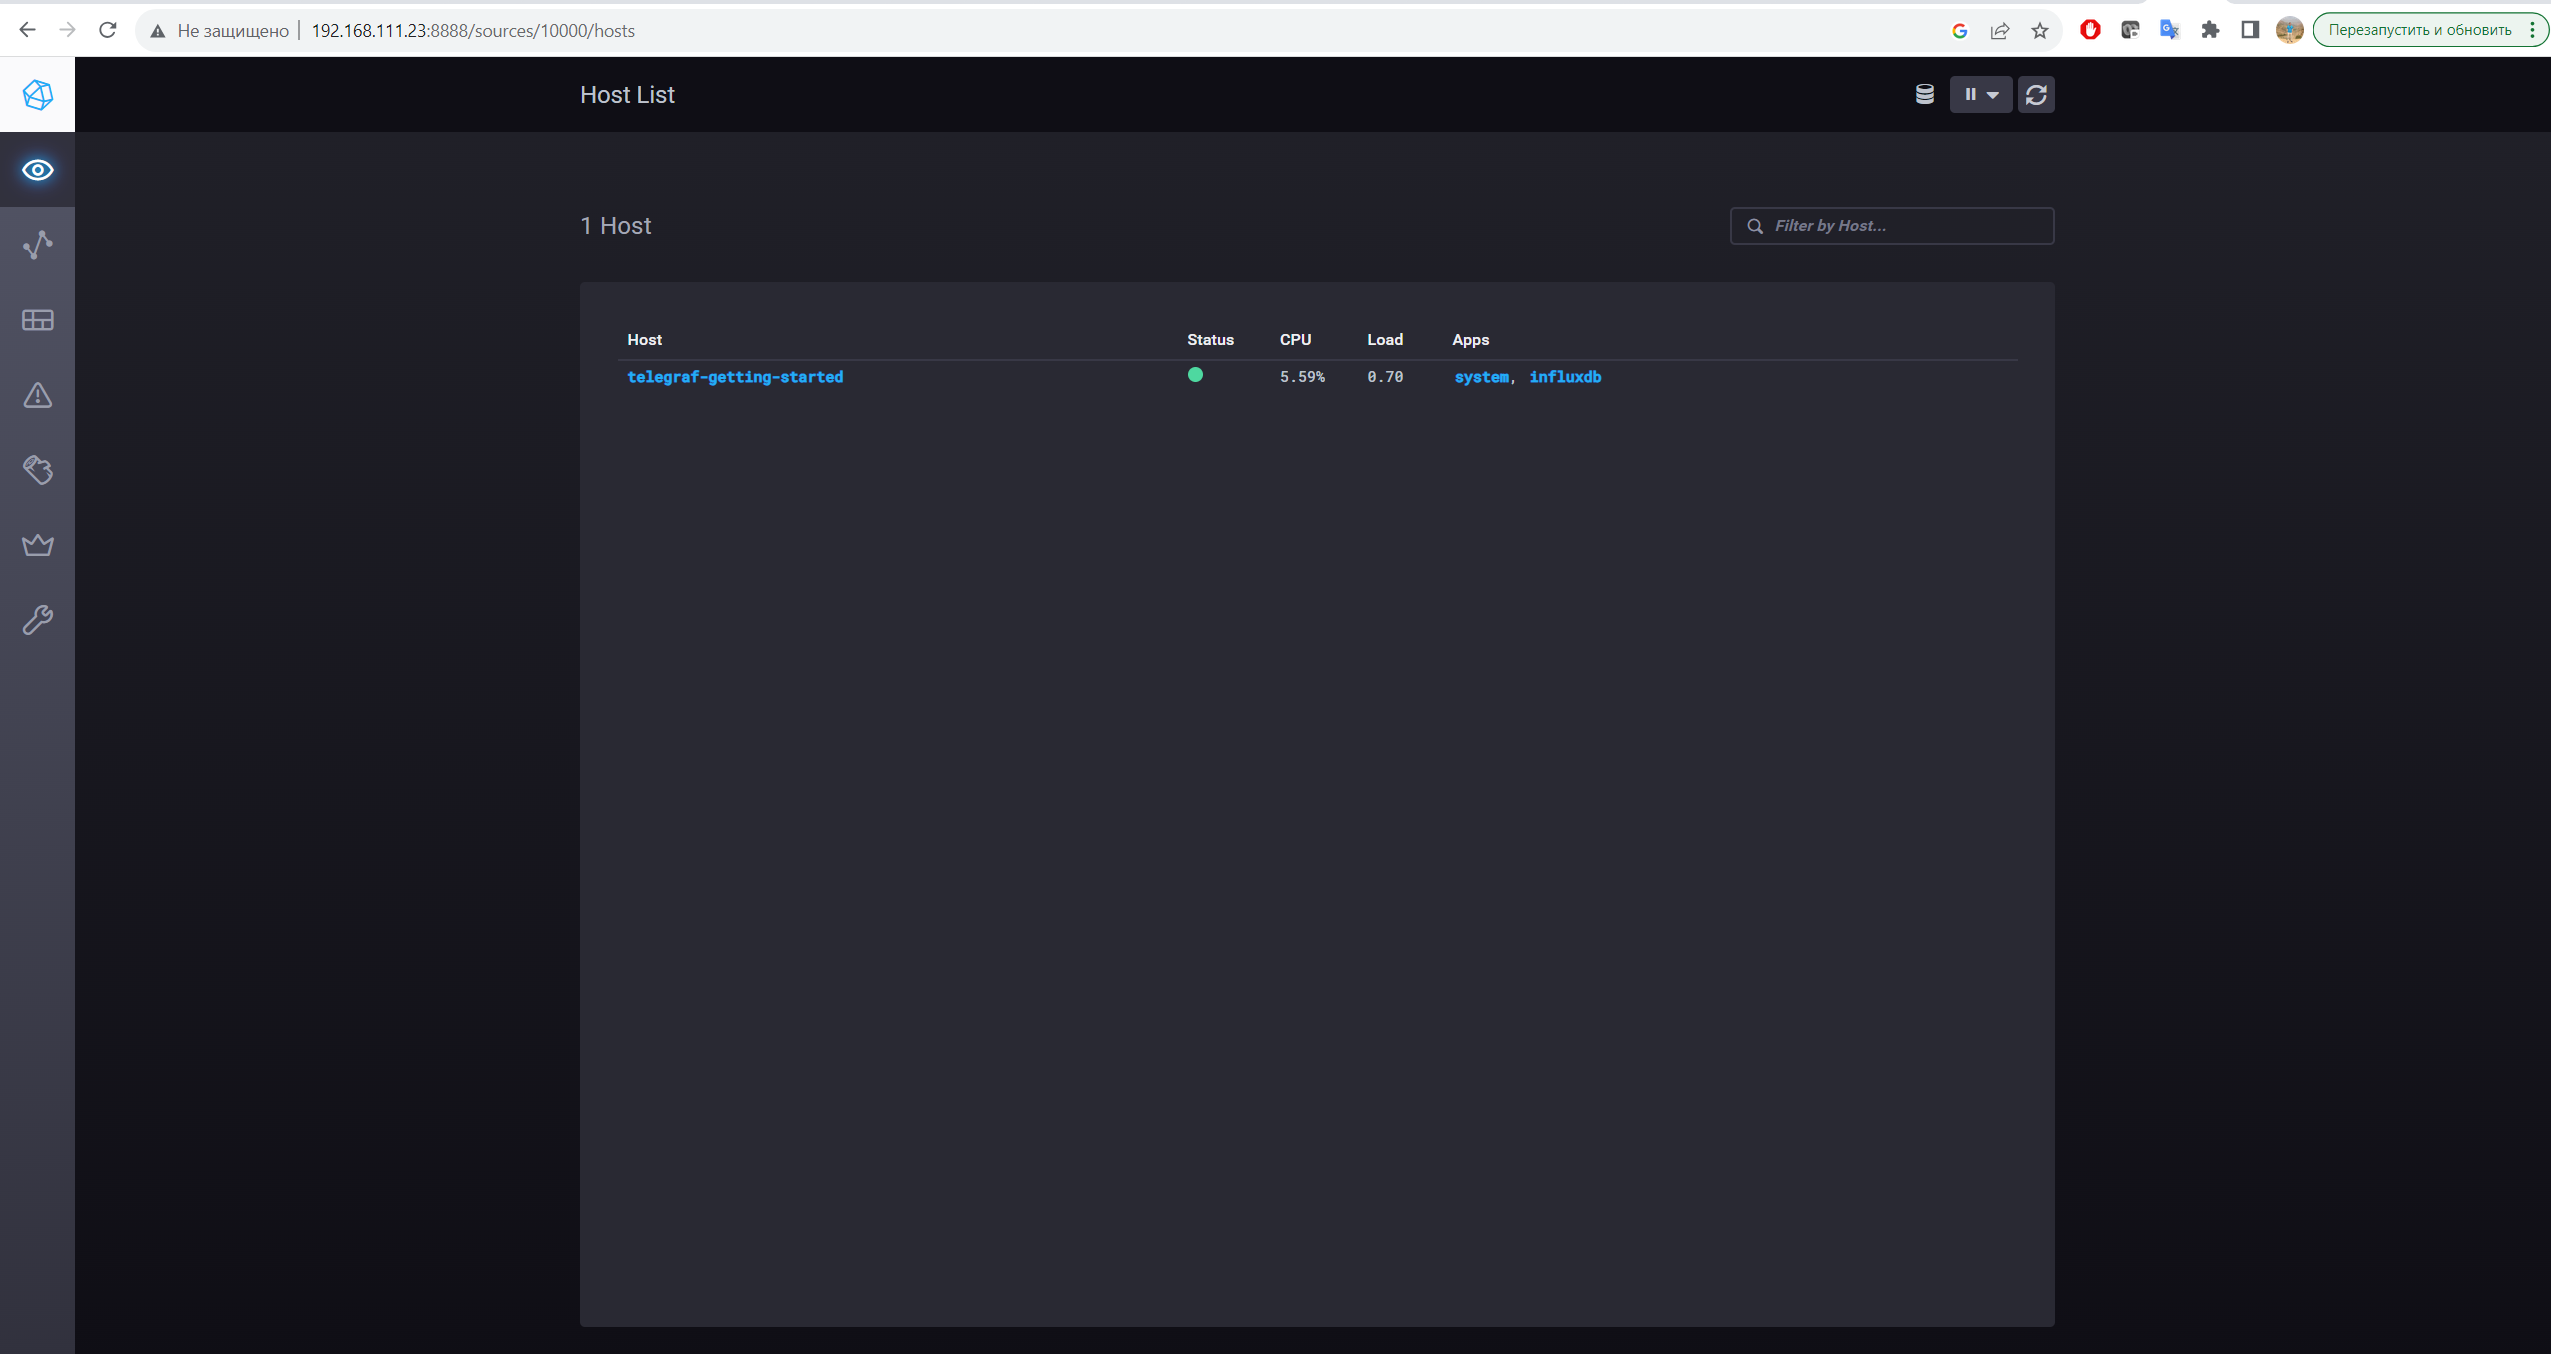 Не защищено | 192.168.111.23:8888/sources/10000/hosts
Перезапустить и обновить
Host List
1 Host
Filter by Host...
Host Status CPU Load Apps
telegraf-getting-started 5.59% 0.70 system, influxdb